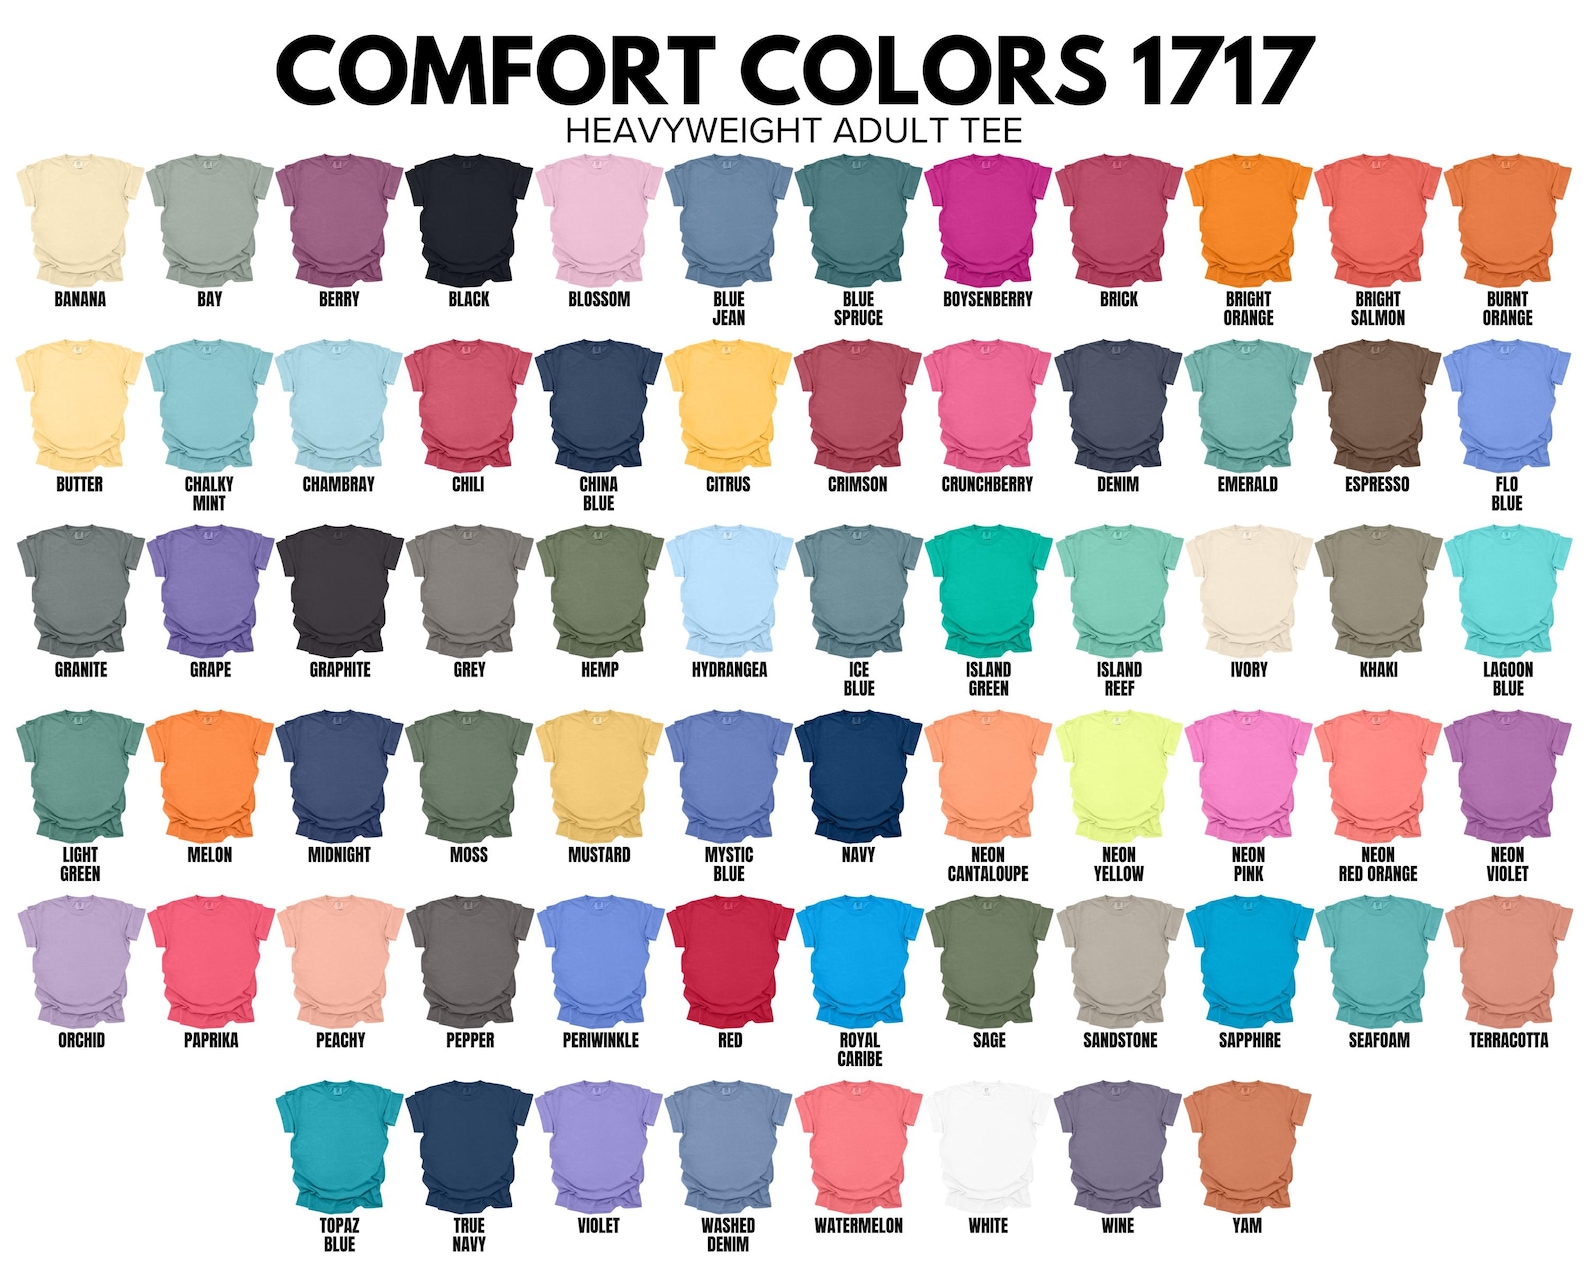 COMFORT COLORS 1717
HEAVYWEIGHT ADULT TEE
BANANA
BAY
BERRY
BLACK
BLOSSOM
BLUE
JEAN
BLUE
SPRUCE
BOYSENBERRY
BRICK
BRIGHT
ORANGE
BRIGHT
SALMON
BURNT
ORANGE
BUTTER
CHALKY
MINT
CHAMBRAY
CHILI
CHINA
BLUE
CITRUS
CRIMSON
CRUNCHBERRY
DENIM
EMERALD
ESPRESSO
FLO
BLUE
GRANITE
GRAPE
GRAPHITE
GREY
HEMP
HYDRANGEA
ICE
BLUE
ISLAND
GREEN
ISLAND
REEF
IVORY
KHAKI
LAGOON
BLUE
LIGHT
GREEN
MELON
MIDNIGHT
MOSS
MUSTARD
MYSTIC
BLUE
NAVY
NEON
CANTALOUPE
NEON
YELLOW
NEON
PINK
NEON
RED ORANGE
NEON
VIOLET
ORCHID
PAPRIKA
PEACHY
PEPPER
PERIWINKLE
RED
ROYAL
CARIBE
SAGE
SANDSTONE
SAPPHIRE
SEAFOAM
TERRACOTTA
TOPAZ
BLUE
TRUE
NAVY
VIOLET
WASHED
DENIM
WATERMELON
WHITE
WINE
YAM